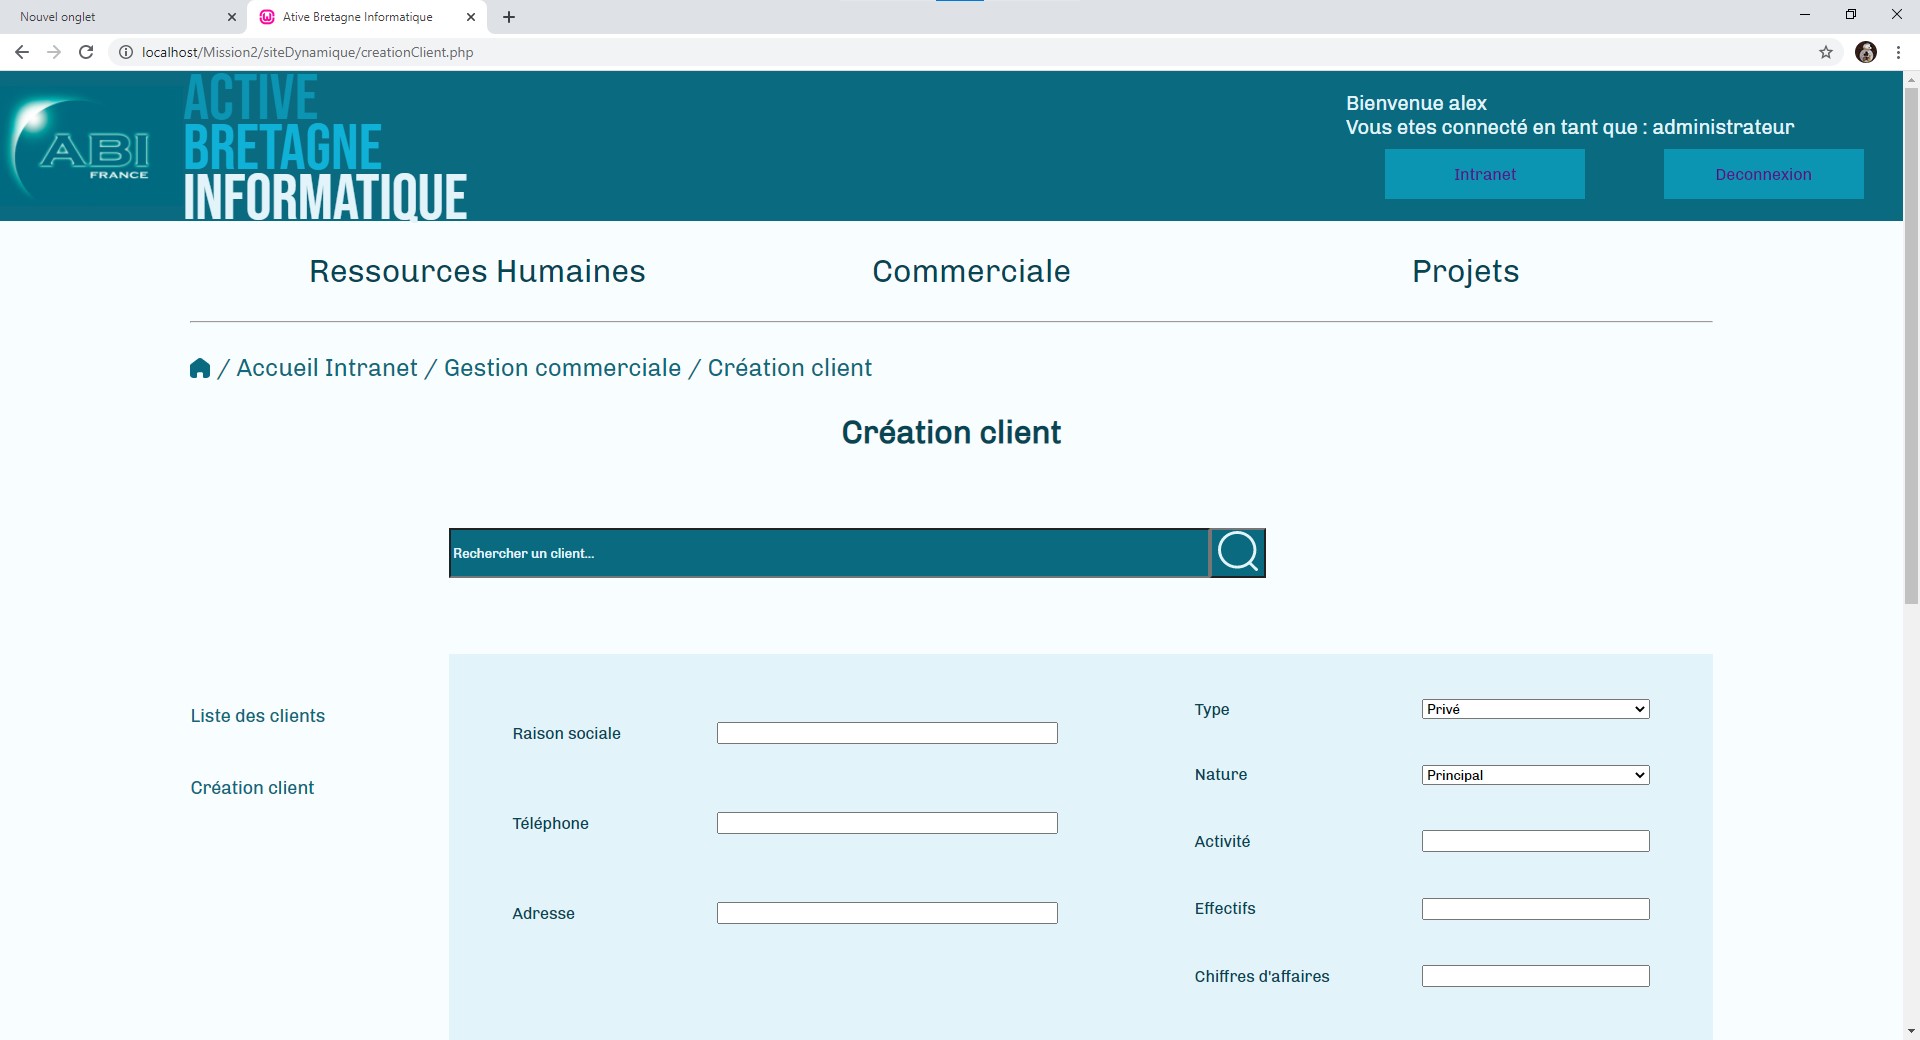 Nouvel onglet
Ative Bretagne Informatique
localhost/Mission2/siteDynamique/creationClient.php
ABI
FRANCE
ACTIVE
BRETAGNE
INFORMATIQUE
Bienvenue alex
Vous etes connecté en tant que : administrateur
Intranet
Deconnexion
Ressources Humaines
Commerciale
Projets
/ Accueil Intranet / Gestion commerciale / Création client
Création client
Rechercher un client...
Liste des clients
Création client
Raison sociale
Téléphone
Adresse
Type
Privé
Nature
Principal
Activité
Effectifs
Chiffres d'affaires